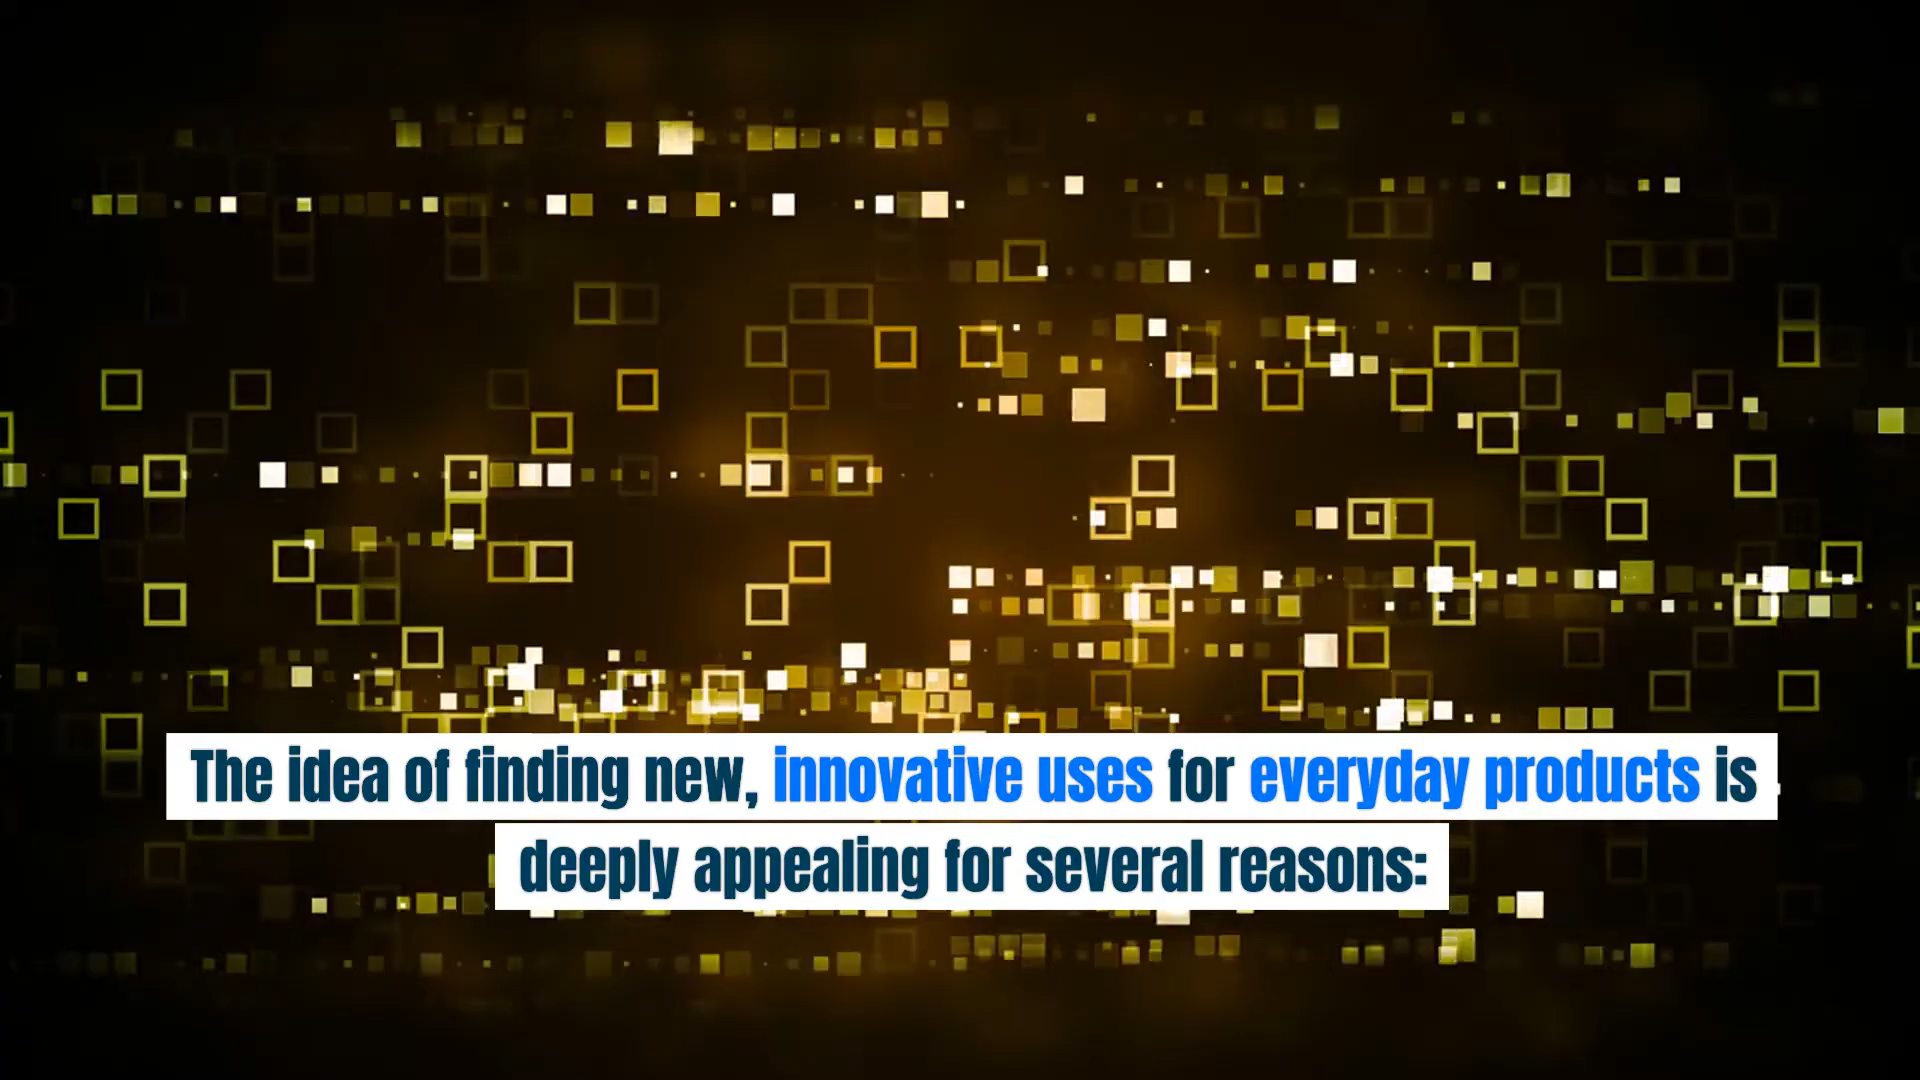 The idea of finding new, innovative uses for everyday products is
deeply appealing for several reasons: